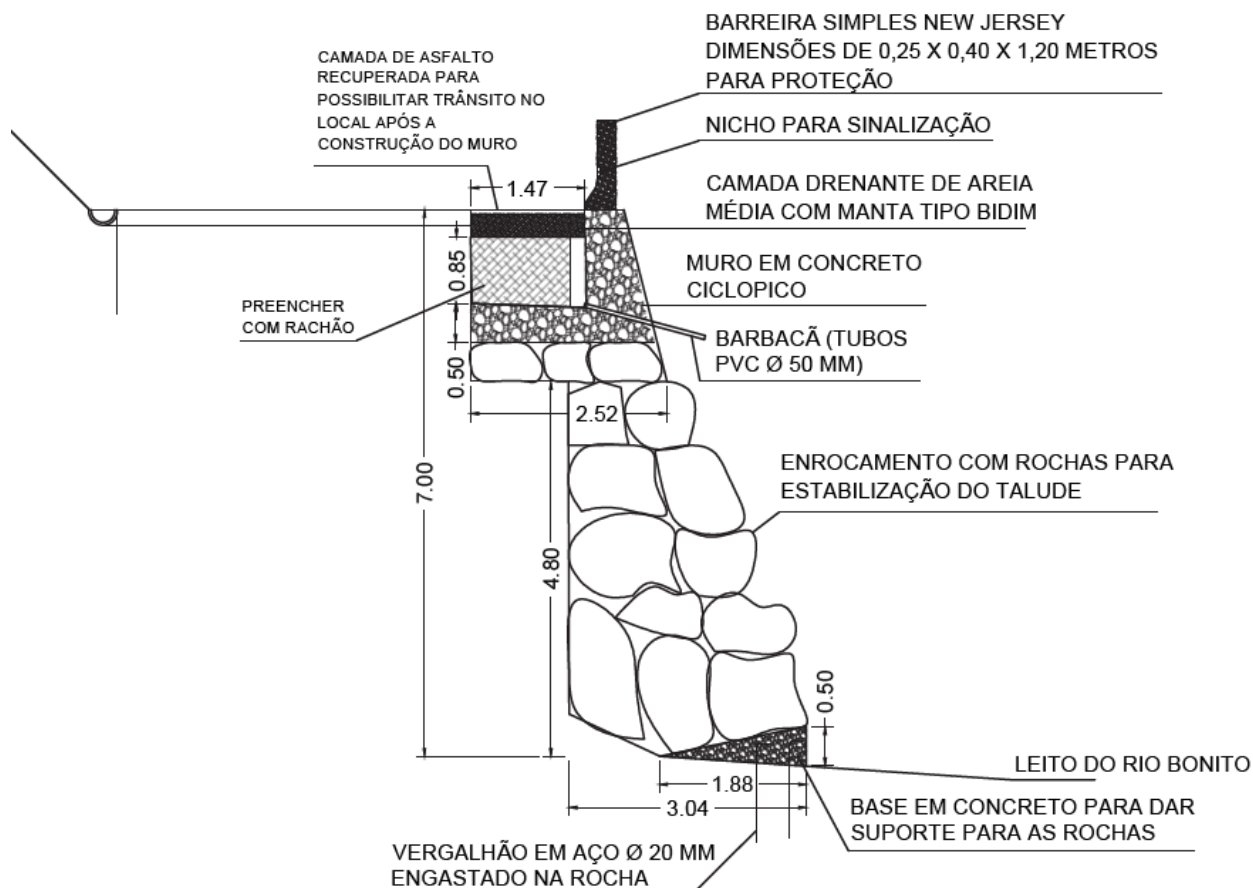 BARREIRA SIMPLES NEW JERSEY
DIMENSÕES DE 0,25 X 0,40 X 1,20 METROS
PARA PROTEÇÃO
CAMADA DE ASFALTO
RECUPERADA PARA
POSSIBILITAR TRÂNSITO NO
LOCAL APÓS A
CONSTRUÇÃO DO MURO
NICHO PARA SINALIZAÇÃO
1.47
CAMADA DRENANTE DE AREIA
MÉDIA COM MANTA TIPO BIDIM
0.85
MURO EM CONCRETO
CICLOPICO
PREENCHER
COM RACHÃO
BARBACÃ (TUBOS
PVC Ø 50 MM)
0.50
2.52
7.00
ENROCAMENTO COM ROCHAS PARA
ESTABILIZAÇÃO DO TALUDE
4.80
0.50
LEITO DO RIO BONITO
1.88
3.04
BASE EM CONCRETO PARA DAR
SUPORTE PARA AS ROCHAS
VERGALHÃO EM AÇO Ø 20 MM
ENGASTADO NA ROCHA